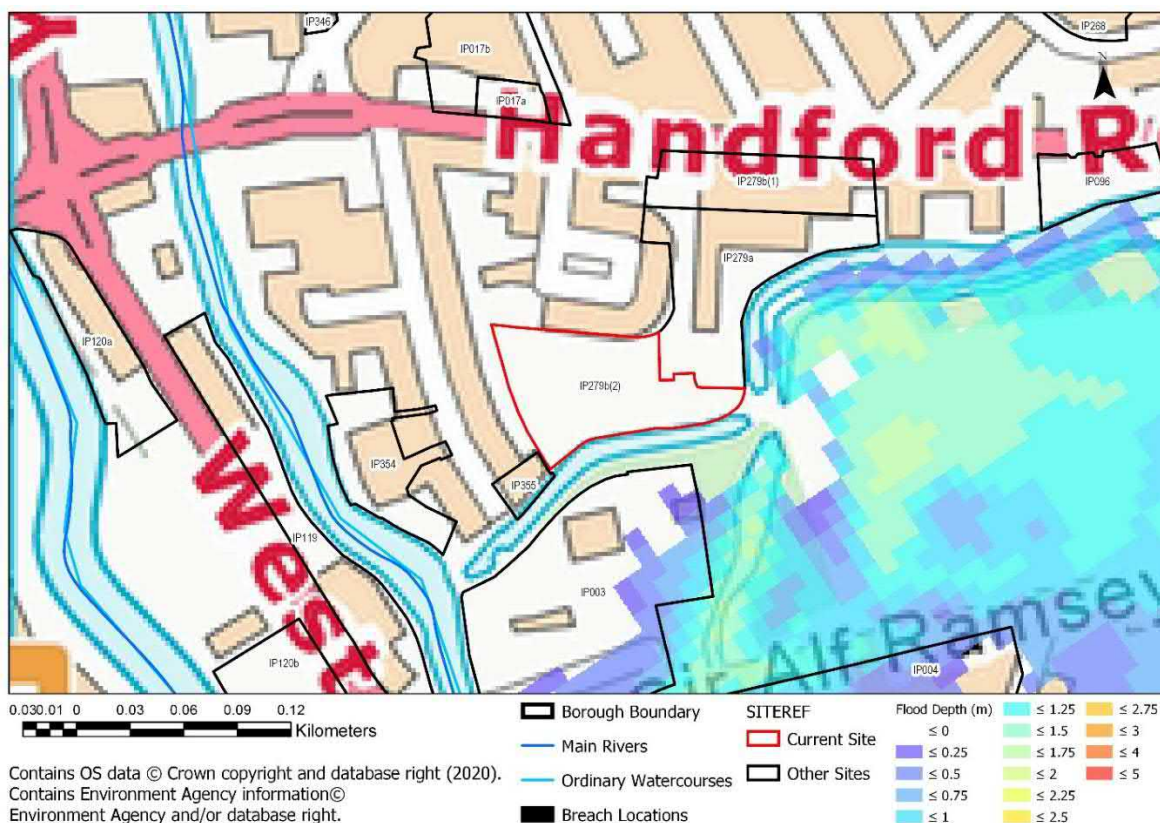 IP346
IP017b
IP268
N
IP017a
Handford R
IP279b(1)
IP096
IP279a
IP120a
IP279b(2)
IP354
IP355
West
IP119
IP003
IP120b
Sir Alf Ramsey
IP004
0.030.01 0 0.03 0.06 0.09 0.12
Kilometers
Contains OS data © Crown copyright and database right (2020).
Contains Environment Agency information©
Environment Agency and/or database right.
Borough Boundary
Main Rivers
Ordinary Watercourses
Breach Locations
SITEREF
Current Site
Other Sites
Flood Depth (m)
≤ 0
≤ 0.25
≤ 0.5
≤ 0.75
≤ 1
≤ 1.25
≤ 1.5
≤ 1.75
≤ 2
≤ 2.25
≤ 2.5
≤ 2.75
≤ 3
≤ 4
≤ 5